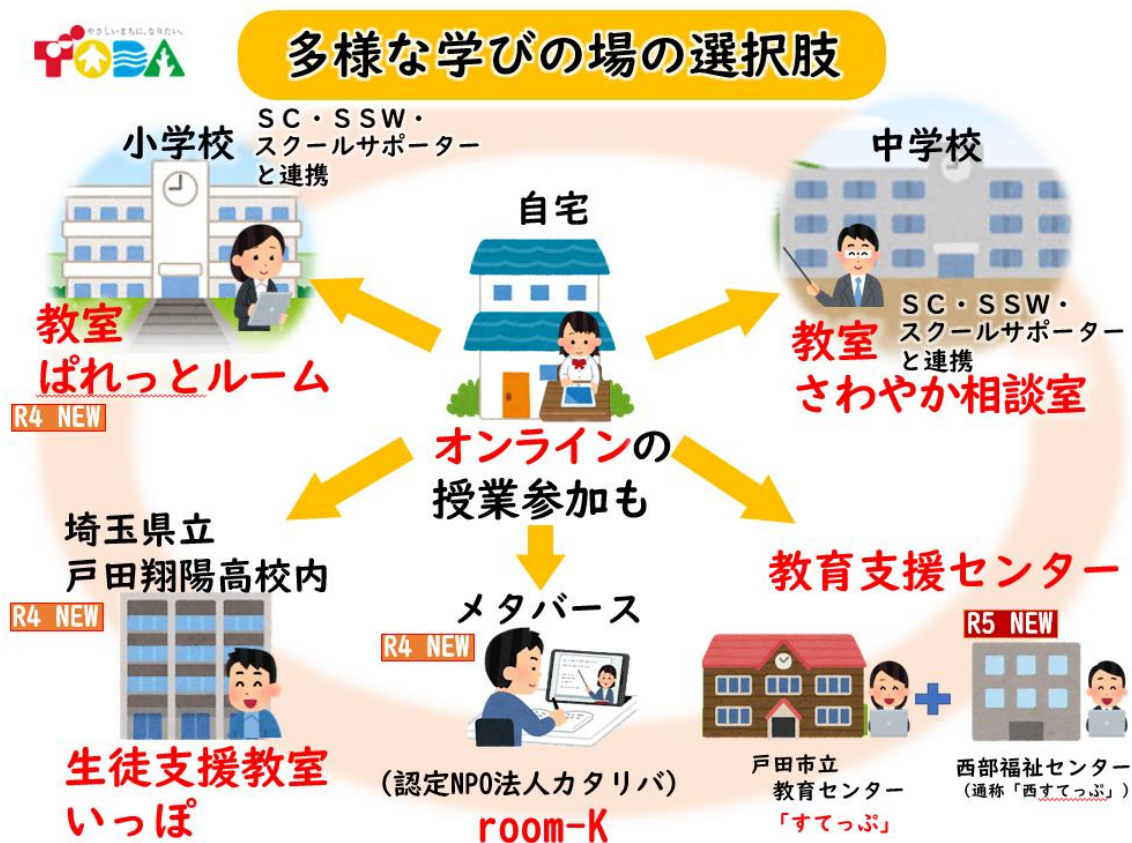 やさしいまちに、なりたい。
TODA
多様な学びの場の選択肢
小学校
SC・SSW・
スクールサポーター
と連携
教室
ぱれっとルーム
R4 NEW
自宅
オンラインの
授業参加も
中学校
SC・SSW・
スクールサポーター
と連携
教室
さわやか相談室
埼玉県立
戸田翔陽高校内
R4 NEW
生徒支援教室
いっぽ
メタバース
R4 NEW
(認定NPO法人カタリバ)
room-K
教育支援センター
戸田市立
教育センター
「すてっぷ」
R5 NEW
西部福祉センター
(通称「西すてっぷ」)